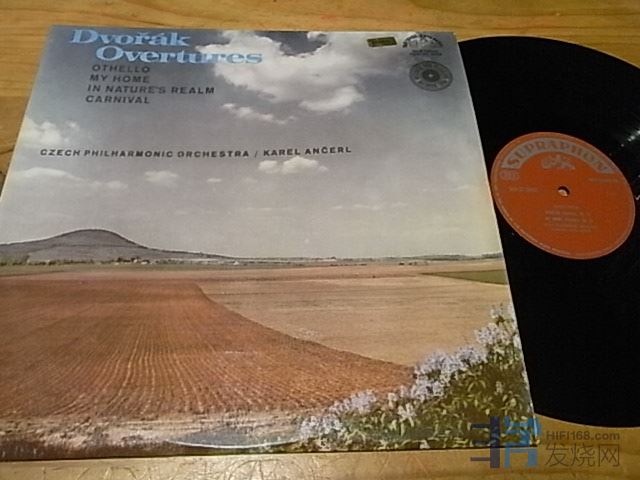 Dvořák
Overtures
OTHELLO
MY HOME
IN NATURE'S REALM
CARNIVAL
CZECH PHILHARMONIC ORCHESTRA / KAREL ANČERL
SUPRAPHON
HIFI168.com
发烧网